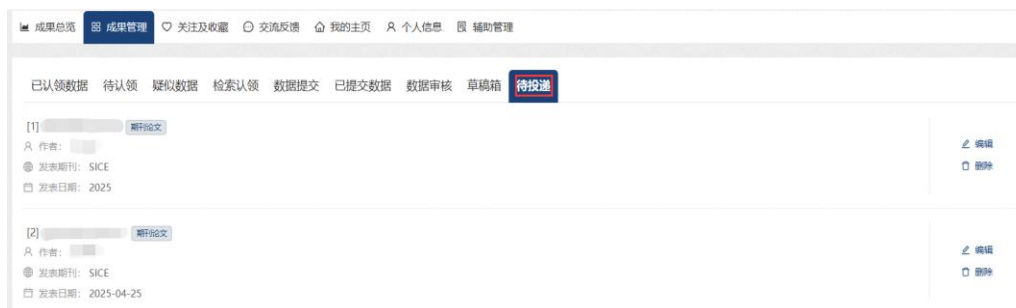 成果总览 成果管理 关注及收藏 交流反馈 我的主页 个人信息 辅助管理
已认领数据 待认领 疑似数据 检索认领 数据提交 已提交数据 数据审核 草稿箱 待投递
[1] 期刊论文
作者:
编辑
发表期刊: SICE
删除
发表日期: 2025
[2] 期刊论文
作者:
编辑
发表期刊: SICE
删除
发表日期: 2025-04-25